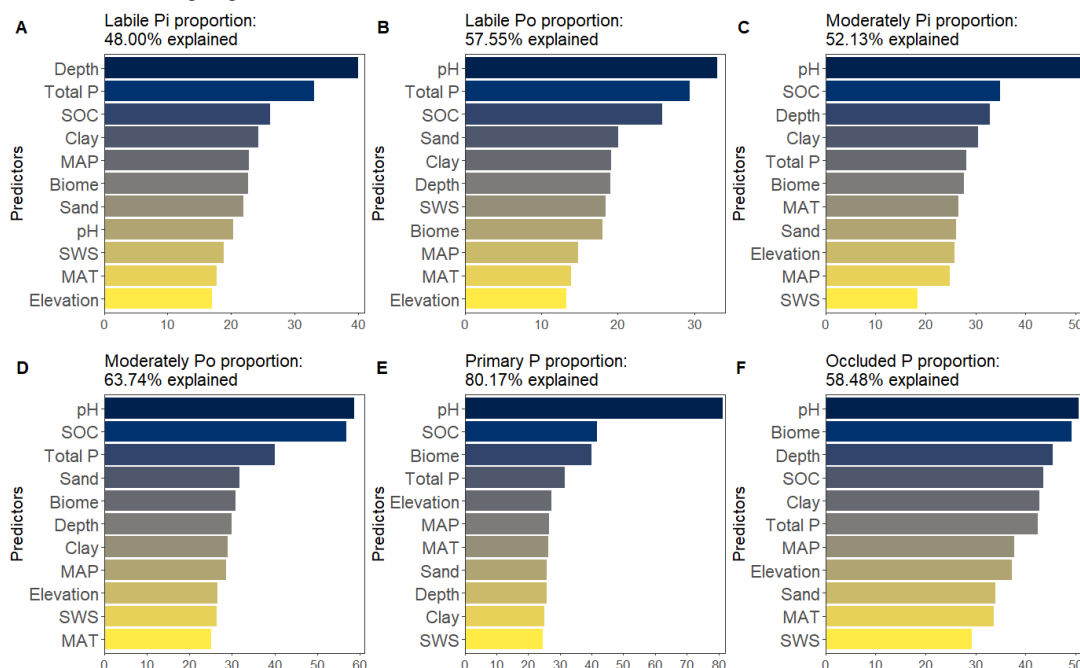 A
Labile Pi proportion:
48.00% explained
Predictors
Depth
Total P
SOC
Clay
MAP
Biome
Sand
pH
SWS
MAT
Elevation
0 10 20 30 40
B
Labile Po proportion:
57.55% explained
Predictors
pH
Total P
SOC
Sand
Clay
Depth
SWS
Biome
MAP
MAT
Elevation
0 10 20 30
C
Moderately Pi proportion:
52.13% explained
Predictors
pH
SOC
Depth
Clay
Total P
Biome
MAT
Sand
Elevation
MAP
SWS
0 10 20 30 40 50
D
Moderately Po proportion:
63.74% explained
Predictors
pH
SOC
Total P
Sand
Biome
Depth
Clay
MAP
Elevation
SWS
MAT
0 10 20 30 40 50 60
E
Primary P proportion:
80.17% explained
Predictors
pH
SOC
Biome
Total P
Elevation
MAP
MAT
Sand
Depth
Clay
SWS
0 10 20 30 40 50 60 70 80
F
Occluded P proportion:
58.48% explained
Predictors
pH
Biome
Depth
SOC
Clay
Total P
MAP
Elevation
Sand
MAT
SWS
0 10 20 30 40 50